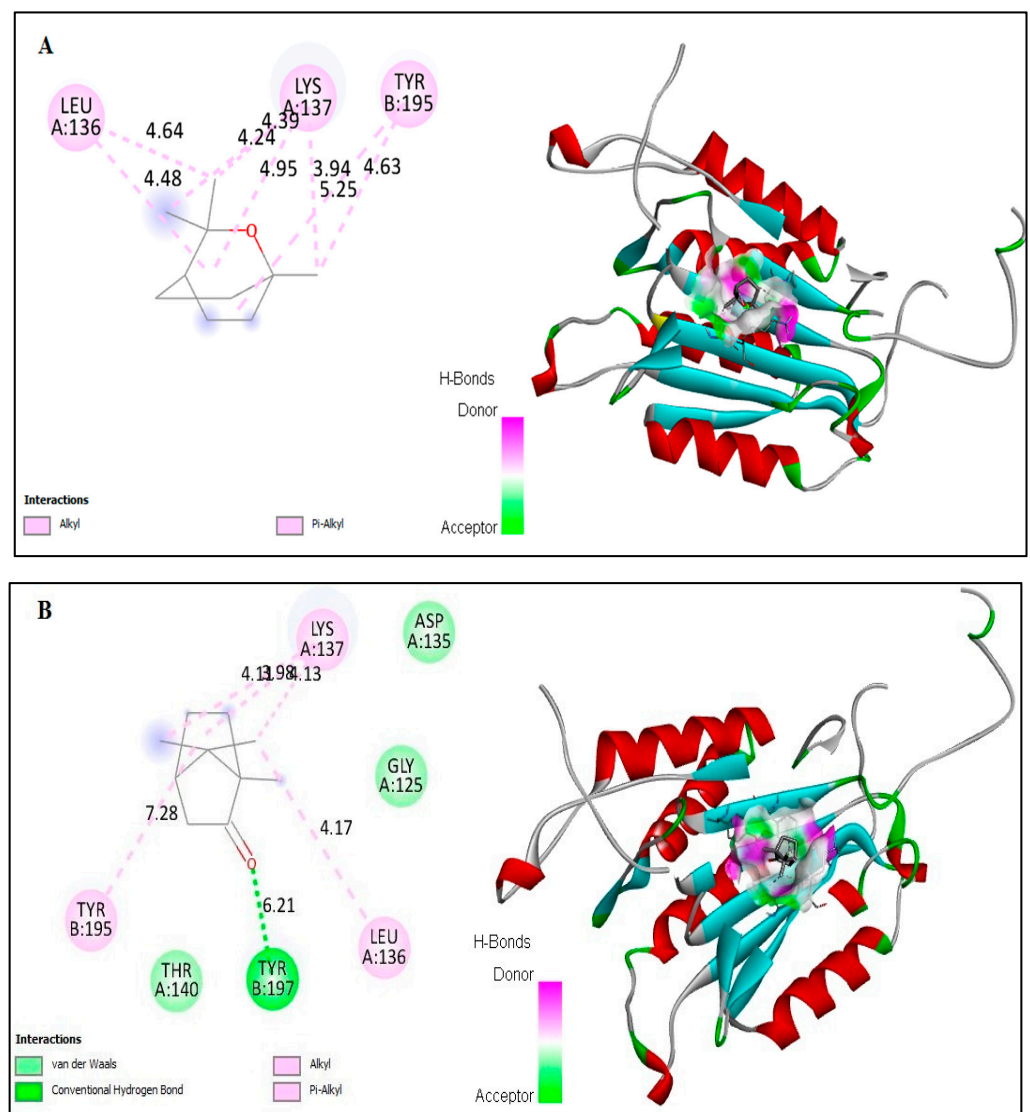 A
LEU
A:136
LYS
A:137
TYR
B:195
4.64
4.39
4.24
4.48
4.95
3.94
4.63
5.25
O
H-Bonds
Donor
Acceptor
Interactions
Alkyl
Pi-Alkyl
B
LYS
A:137
ASP
A:135
4.11
3.98
4.13
GLY
A:125
7.28
4.17
O
6.21
TYR
B:195
THR
A:140
TYR
B:197
LEU
A:136
H-Bonds
Donor
Acceptor
Interactions
van der Waals
Conventional Hydrogen Bond
Alkyl
Pi-Alkyl